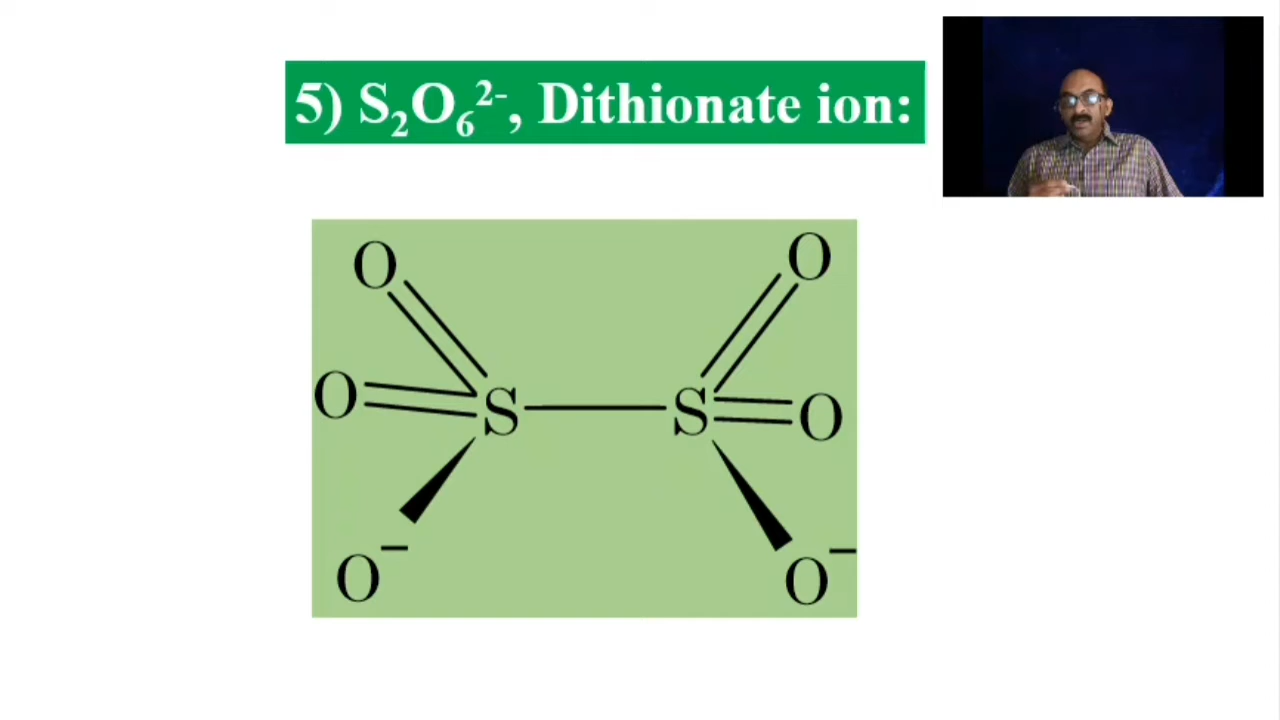 5) S₂O₆²⁻, Dithionate ion:
O O
O S S O
O⁻ O⁻